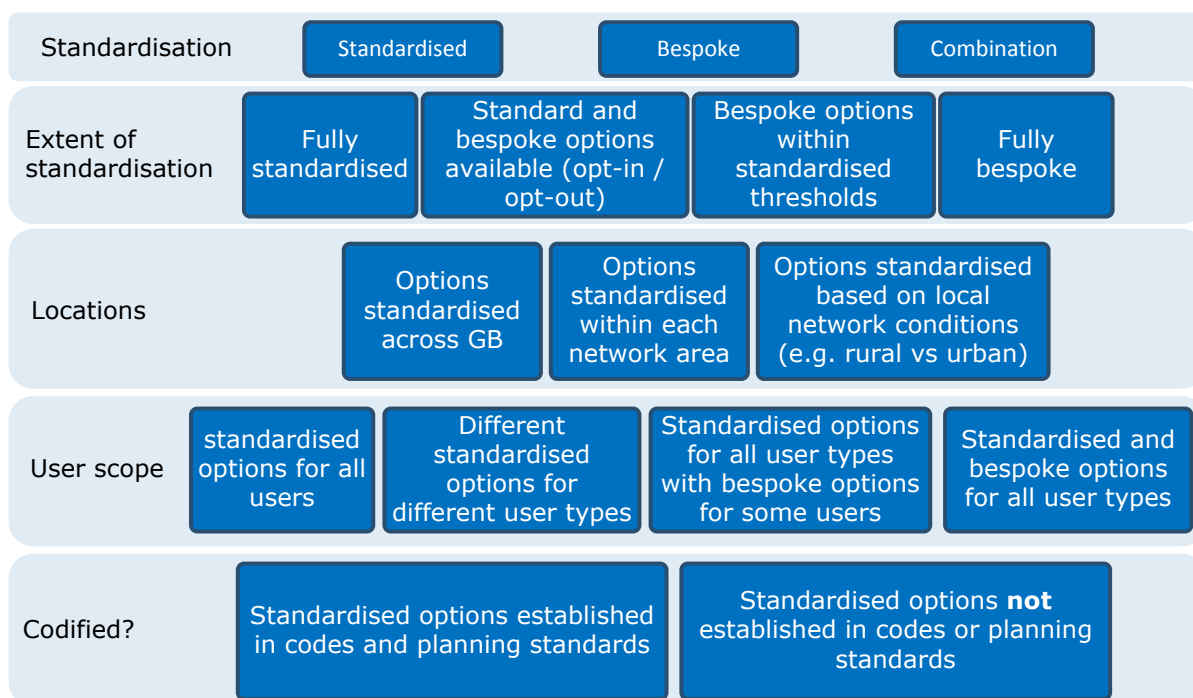 Standardisation
Standardised
Bespoke
Combination
Extent of
standardisation
Fully
standardised
Standard and
bespoke options
available (opt-in /
opt-out)
Bespoke options
within
standardised
thresholds
Fully
bespoke
Locations
Options
standardised
across GB
Options
standardised
within each
network area
Options standardised
based on local
network conditions
(e.g. rural vs urban)
User scope
standardised
options for all
users
Different
standardised
options for
different user types
Standardised options
for all user types
with bespoke options
for some users
Standardised and
bespoke options
for all user types
Codified?
Standardised options established
in codes and planning standards
Standardised options not
established in codes or planning
standards